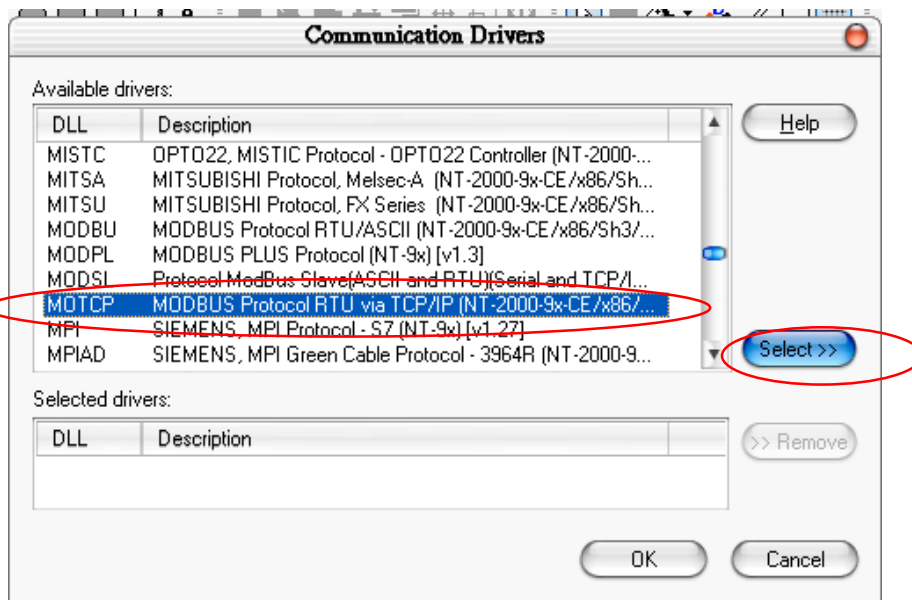 Communication Drivers
Available drivers:
DLL Description
Help
MISTC OPTO22, MISTIC Protocol - OPTO22 Controller (NT-2000-...
MITSA MITSUBISHI Protocol, Melsec-A (NT-2000-9x-CE/x86/Sh...
MITSU MITSUBISHI Protocol, FX Series (NT-2000-9x-CE/x86/Sh...
MODBU MODBUS Protocol RTU/ASCII (NT-2000-9x-CE/x86/Sh3/...
MODPL MODBUS PLUS Protocol (NT-9x) [v1.3]
MODSL Protocol ModBus Slave(ASCII and RTU)(Serial and TCP/I...
MOTCP MODBUS Protocol RTU via TCP/IP (NT-2000-9x-CE/x86/...
MPI SIEMENS, MPI Protocol - S7 (NT-9x) [v1.27]
MPIAD SIEMENS, MPI Green Cable Protocol - 3964R (NT-2000-9...
Select >>
Selected drivers:
DLL Description
>> Remove
OK Cancel